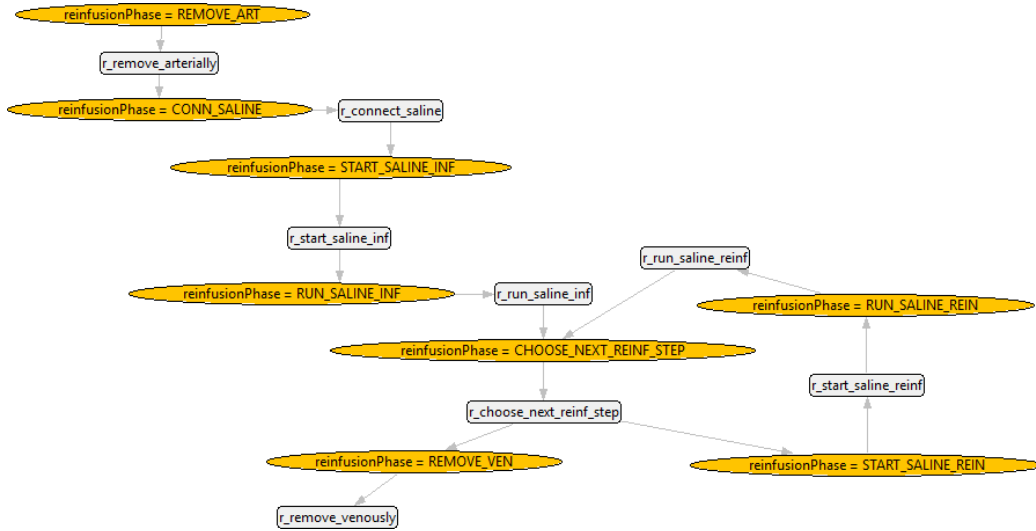 reinfusionPhase = REMOVE_ART
r_remove_arterially
reinfusionPhase = CONN_SALINE
r_connect_saline
reinfusionPhase = START_SALINE_INF
r_start_saline_inf
r_run_saline_reinf
reinfusionPhase = RUN_SALINE_INF
r_run_saline_inf
reinfusionPhase = RUN_SALINE_REIN
reinfusionPhase = CHOOSE_NEXT_REINF_STEP
r_start_saline_reinf
r_choose_next_reinf_step
reinfusionPhase = REMOVE_VEN
reinfusionPhase = START_SALINE_REIN
r_remove_venously